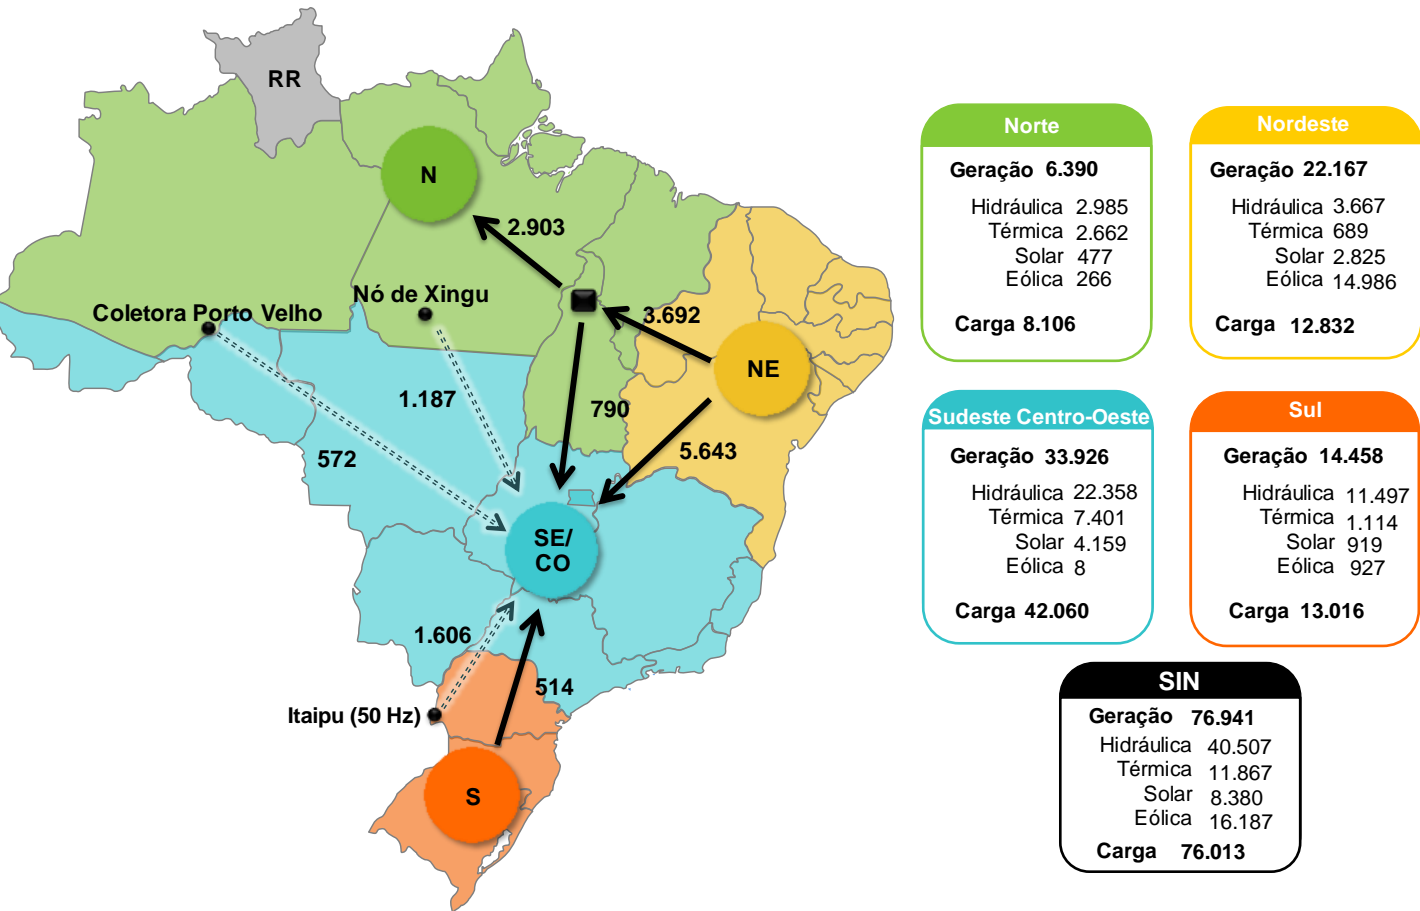 RR
N
2.903
Nó de Xingu
Coletora Porto Velho
3.692
NE
1.187
790
572
5.643
SE/
CO
1.606
514
Itaipu (50 Hz)
S
Norte
Geração 6.390
Hidráulica 2.985
Térmica 2.662
Solar 477
Eólica 266
Carga 8.106
Nordeste
Geração 22.167
Hidráulica 3.667
Térmica 689
Solar 2.825
Eólica 14.986
Carga 12.832
Sudeste Centro-Oeste
Geração 33.926
Hidráulica 22.358
Térmica 7.401
Solar 4.159
Eólica 8
Carga 42.060
Sul
Geração 14.458
Hidráulica 11.497
Térmica 1.114
Solar 919
Eólica 927
Carga 13.016
SIN
Geração 76.941
Hidráulica 40.507
Térmica 11.867
Solar 8.380
Eólica 16.187
Carga 76.013